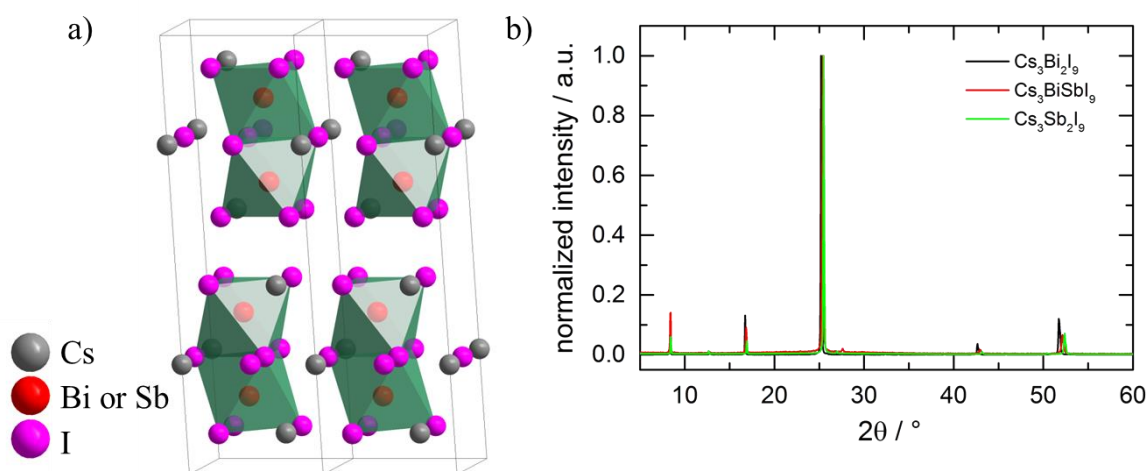 a)
Cs
Bi or Sb
I
b)
normalized intensity / a.u.
1.0
0.8
0.6
0.4
0.2
0.0
Cs₃Bi₂I₉
Cs₃BiSbI₉
Cs₃Sb₂I₉
10 20 30 40 50 60
2θ / °